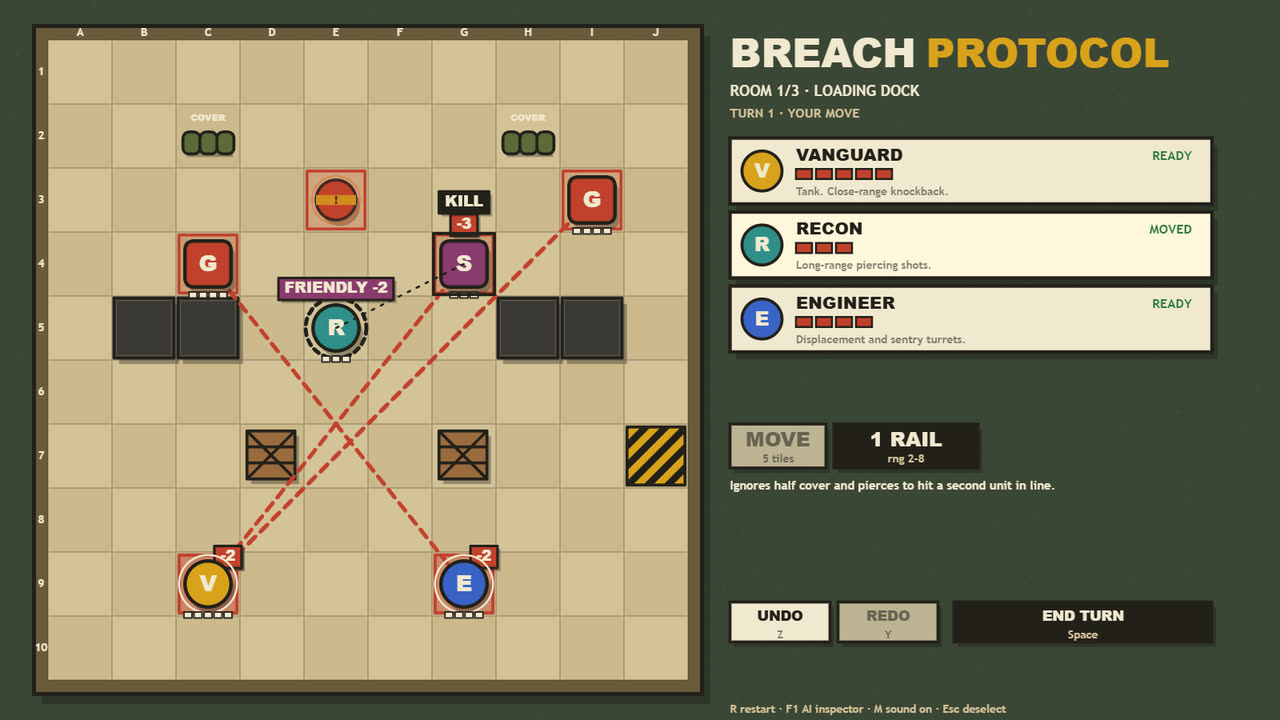 A B C D E F G H I J
1
2
3
4
5
6
7
8
9
10
COVER COVER
!
G
KILL
-3
G
S
FRIENDLY -2
R
-2
-2
V
E
BREACH PROTOCOL
ROOM 1/3 · LOADING DOCK
TURN 1 · YOUR MOVE
V
VANGUARD
READY
Tank. Close-range knockback.
R
RECON
MOVED
Long-range piercing shots.
E
ENGINEER
READY
Displacement and sentry turrets.
MOVE
5 tiles
1 RAIL
rng 2-8
Ignores half cover and pierces to hit a second unit in line.
UNDO
Z
REDO
Y
END TURN
Space
R restart · F1 AI inspector · M sound on · Esc deselect